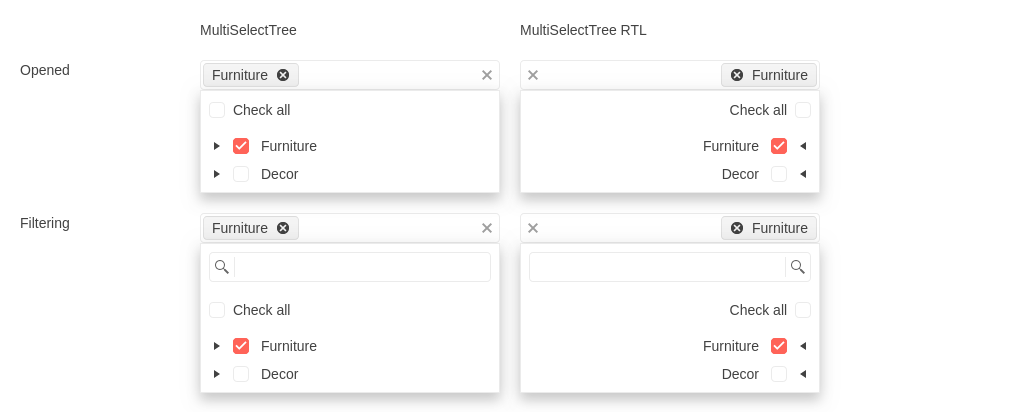 MultiSelectTree MultiSelectTree RTL
Opened
Furniture Furniture
Check all Check all
Furniture Furniture
Decor Decor
Filtering
Furniture Furniture
Check all Check all
Furniture Furniture
Decor Decor